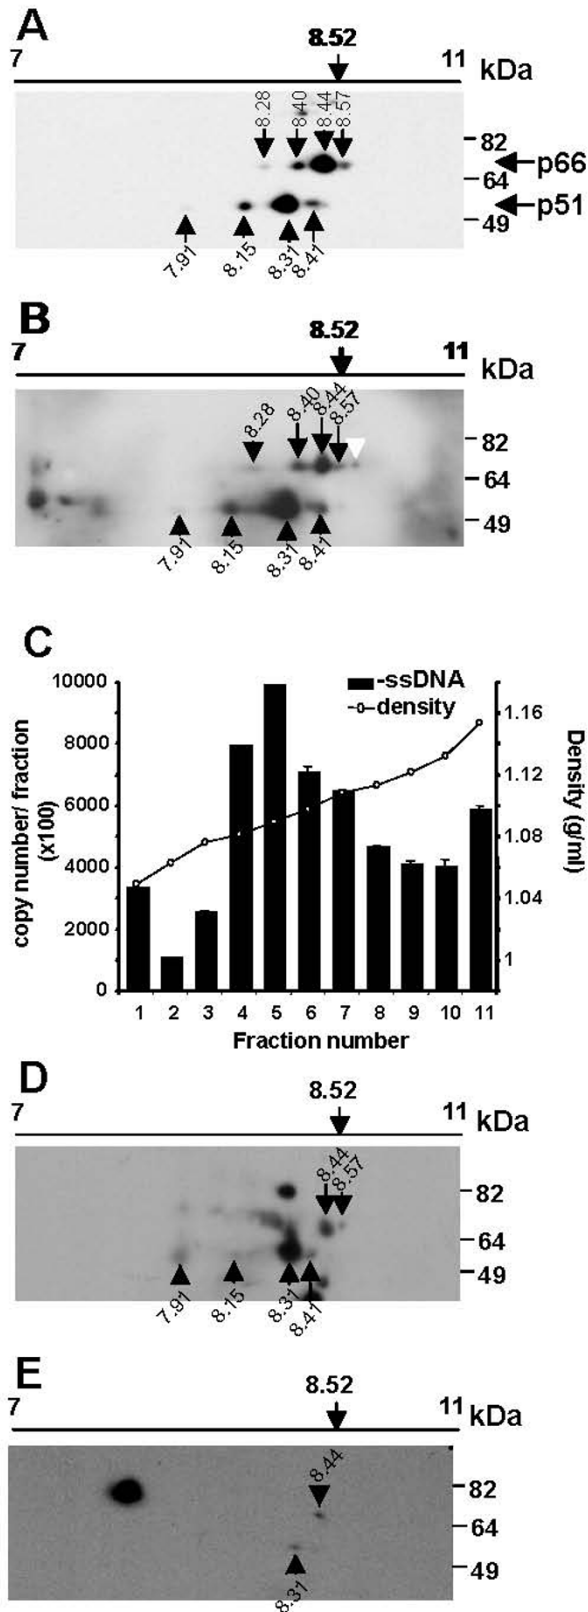 A
8.52
7 11 kDa
8.28 8.40 8.44 8.57
82
p66
64
p51
49
7.91 8.15 8.31 8.41
B
8.52
7 11 kDa
8.28 8.40 8.44 8.57
82
64
49
7.91 8.15 8.31 8.41
C
10000 -ssDNA
density 1.16
8000
1.12
6000
1.08
4000
1.04
2000
1
0
copy number/ fraction
(x100)
Density (g/ml)
1 2 3 4 5 6 7 8 9 10 11
Fraction number
D
8.52
7 11 kDa
8.44 8.57
82
64
49
7.91 8.15 8.31 8.41
E
8.52
7 11 kDa
8.44
82
64
49
8.31